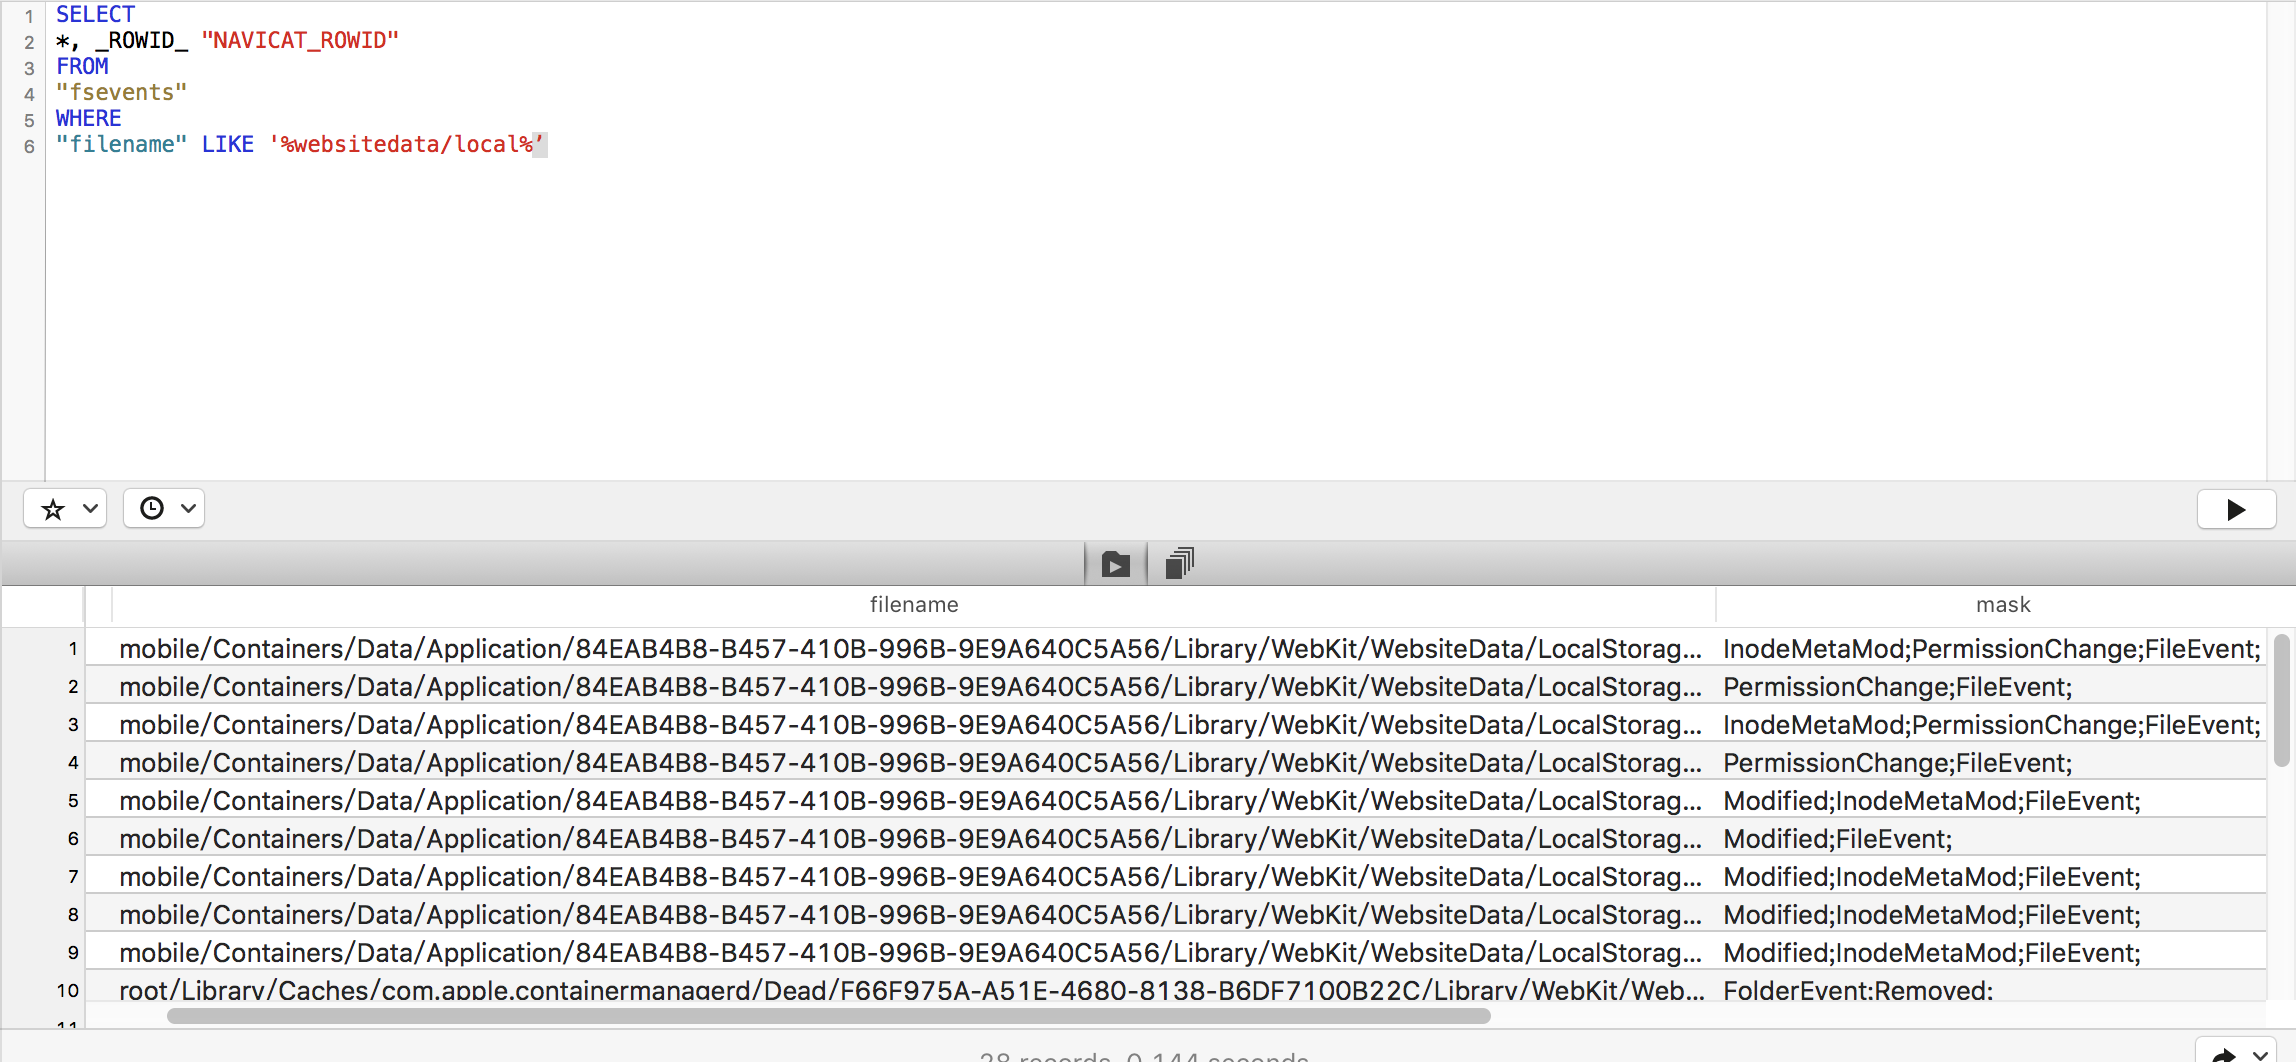 1 SELECT
2 *, _ROWID_ "NAVICAT_ROWID"
3 FROM
4 "fsevents"
5 WHERE
6 "filename" LIKE '%websitedata/local%’
filename mask
1 mobile/Containers/Data/Application/84EAB4B8-B457-410B-996B-9E9A640C5A56/Library/WebKit/WebsiteData/LocalStorag... InodeMetaMod;PermissionChange;FileEvent;
2 mobile/Containers/Data/Application/84EAB4B8-B457-410B-996B-9E9A640C5A56/Library/WebKit/WebsiteData/LocalStorag... PermissionChange;FileEvent;
3 mobile/Containers/Data/Application/84EAB4B8-B457-410B-996B-9E9A640C5A56/Library/WebKit/WebsiteData/LocalStorag... InodeMetaMod;PermissionChange;FileEvent;
4 mobile/Containers/Data/Application/84EAB4B8-B457-410B-996B-9E9A640C5A56/Library/WebKit/WebsiteData/LocalStorag... PermissionChange;FileEvent;
5 mobile/Containers/Data/Application/84EAB4B8-B457-410B-996B-9E9A640C5A56/Library/WebKit/WebsiteData/LocalStorag... Modified;InodeMetaMod;FileEvent;
6 mobile/Containers/Data/Application/84EAB4B8-B457-410B-996B-9E9A640C5A56/Library/WebKit/WebsiteData/LocalStorag... Modified;FileEvent;
7 mobile/Containers/Data/Application/84EAB4B8-B457-410B-996B-9E9A640C5A56/Library/WebKit/WebsiteData/LocalStorag... Modified;InodeMetaMod;FileEvent;
8 mobile/Containers/Data/Application/84EAB4B8-B457-410B-996B-9E9A640C5A56/Library/WebKit/WebsiteData/LocalStorag... Modified;InodeMetaMod;FileEvent;
9 mobile/Containers/Data/Application/84EAB4B8-B457-410B-996B-9E9A640C5A56/Library/WebKit/WebsiteData/LocalStorag... Modified;InodeMetaMod;FileEvent;
10 root/Library/Caches/com.apple.containermanagerd/Dead/F66F975A-A51E-4680-8138-B6DF7100B22C/Library/WebKit/Web... FolderEvent;Removed;
11
records, 0.144 seconds